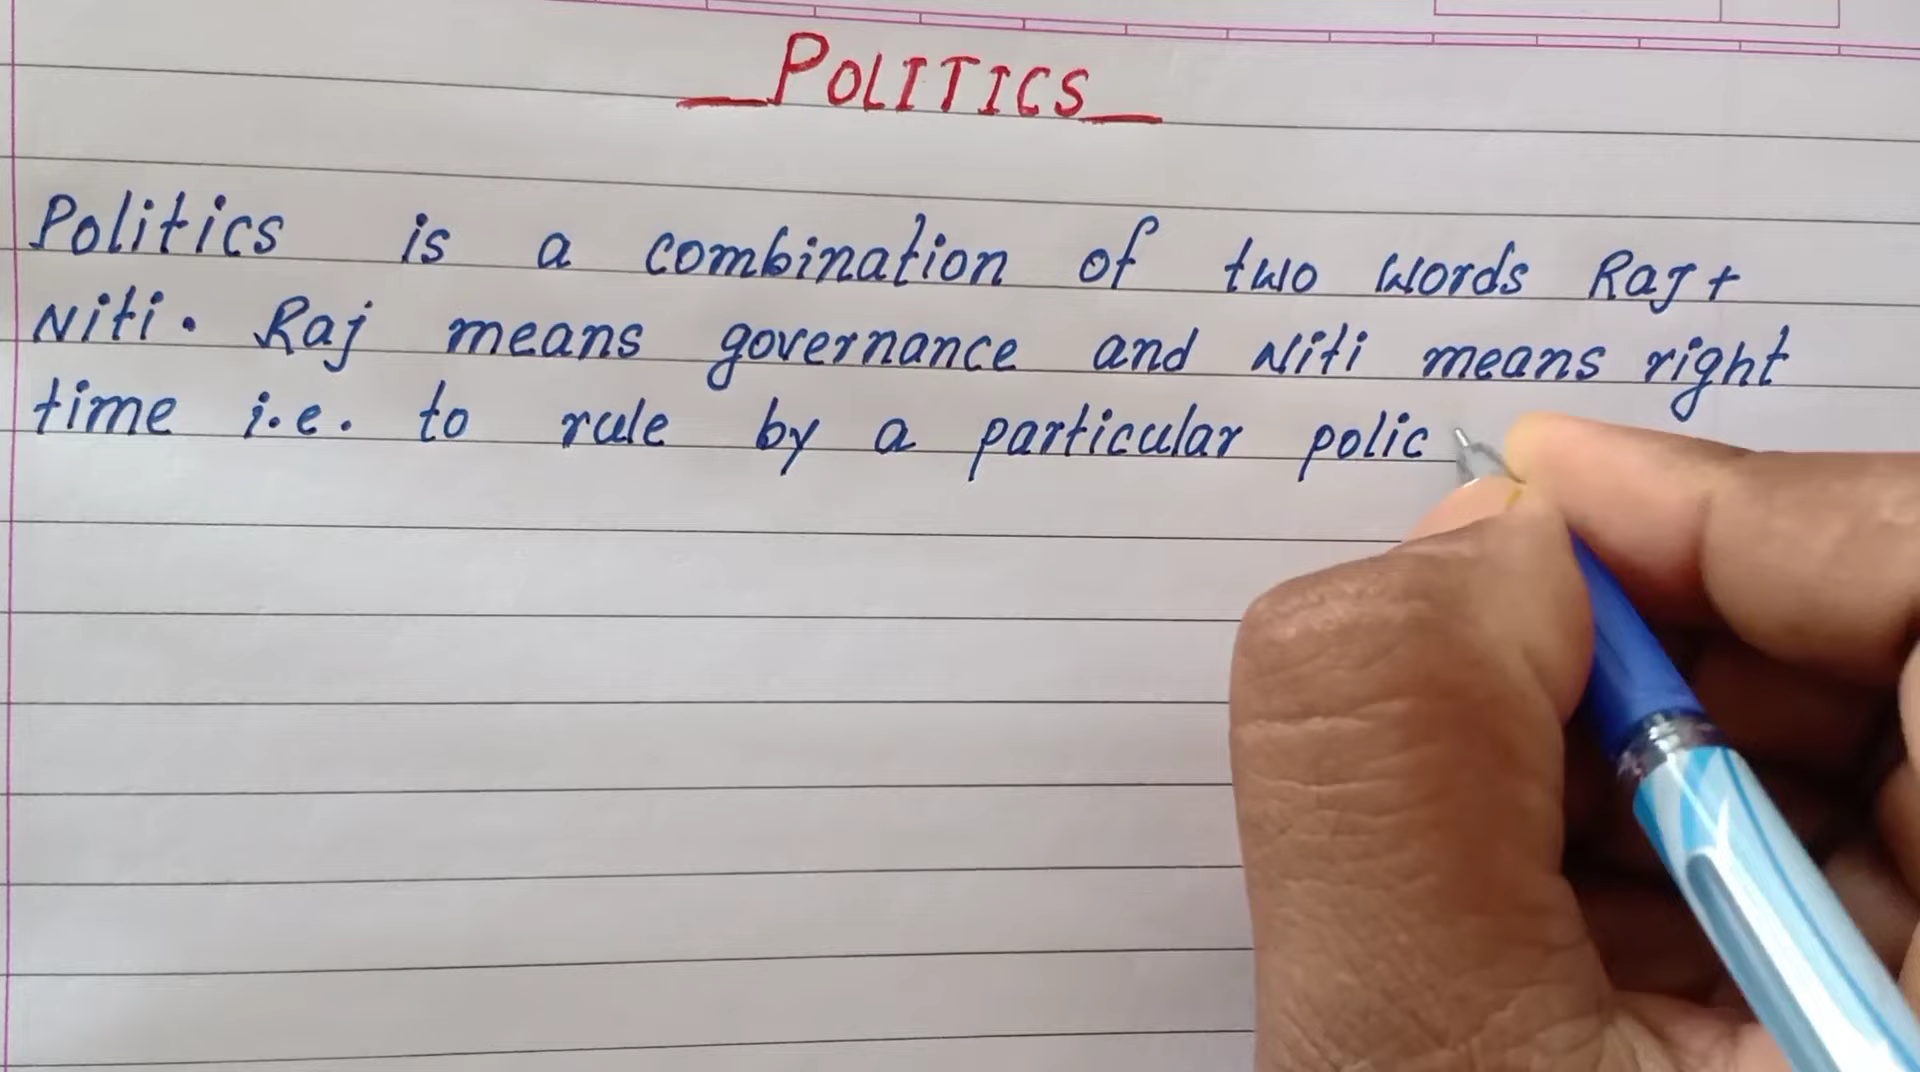 POLITICS
Politics is a combination of two words Raj +
Niti. Raj means governance and Niti means right
time i.e. to rule by a particular polic